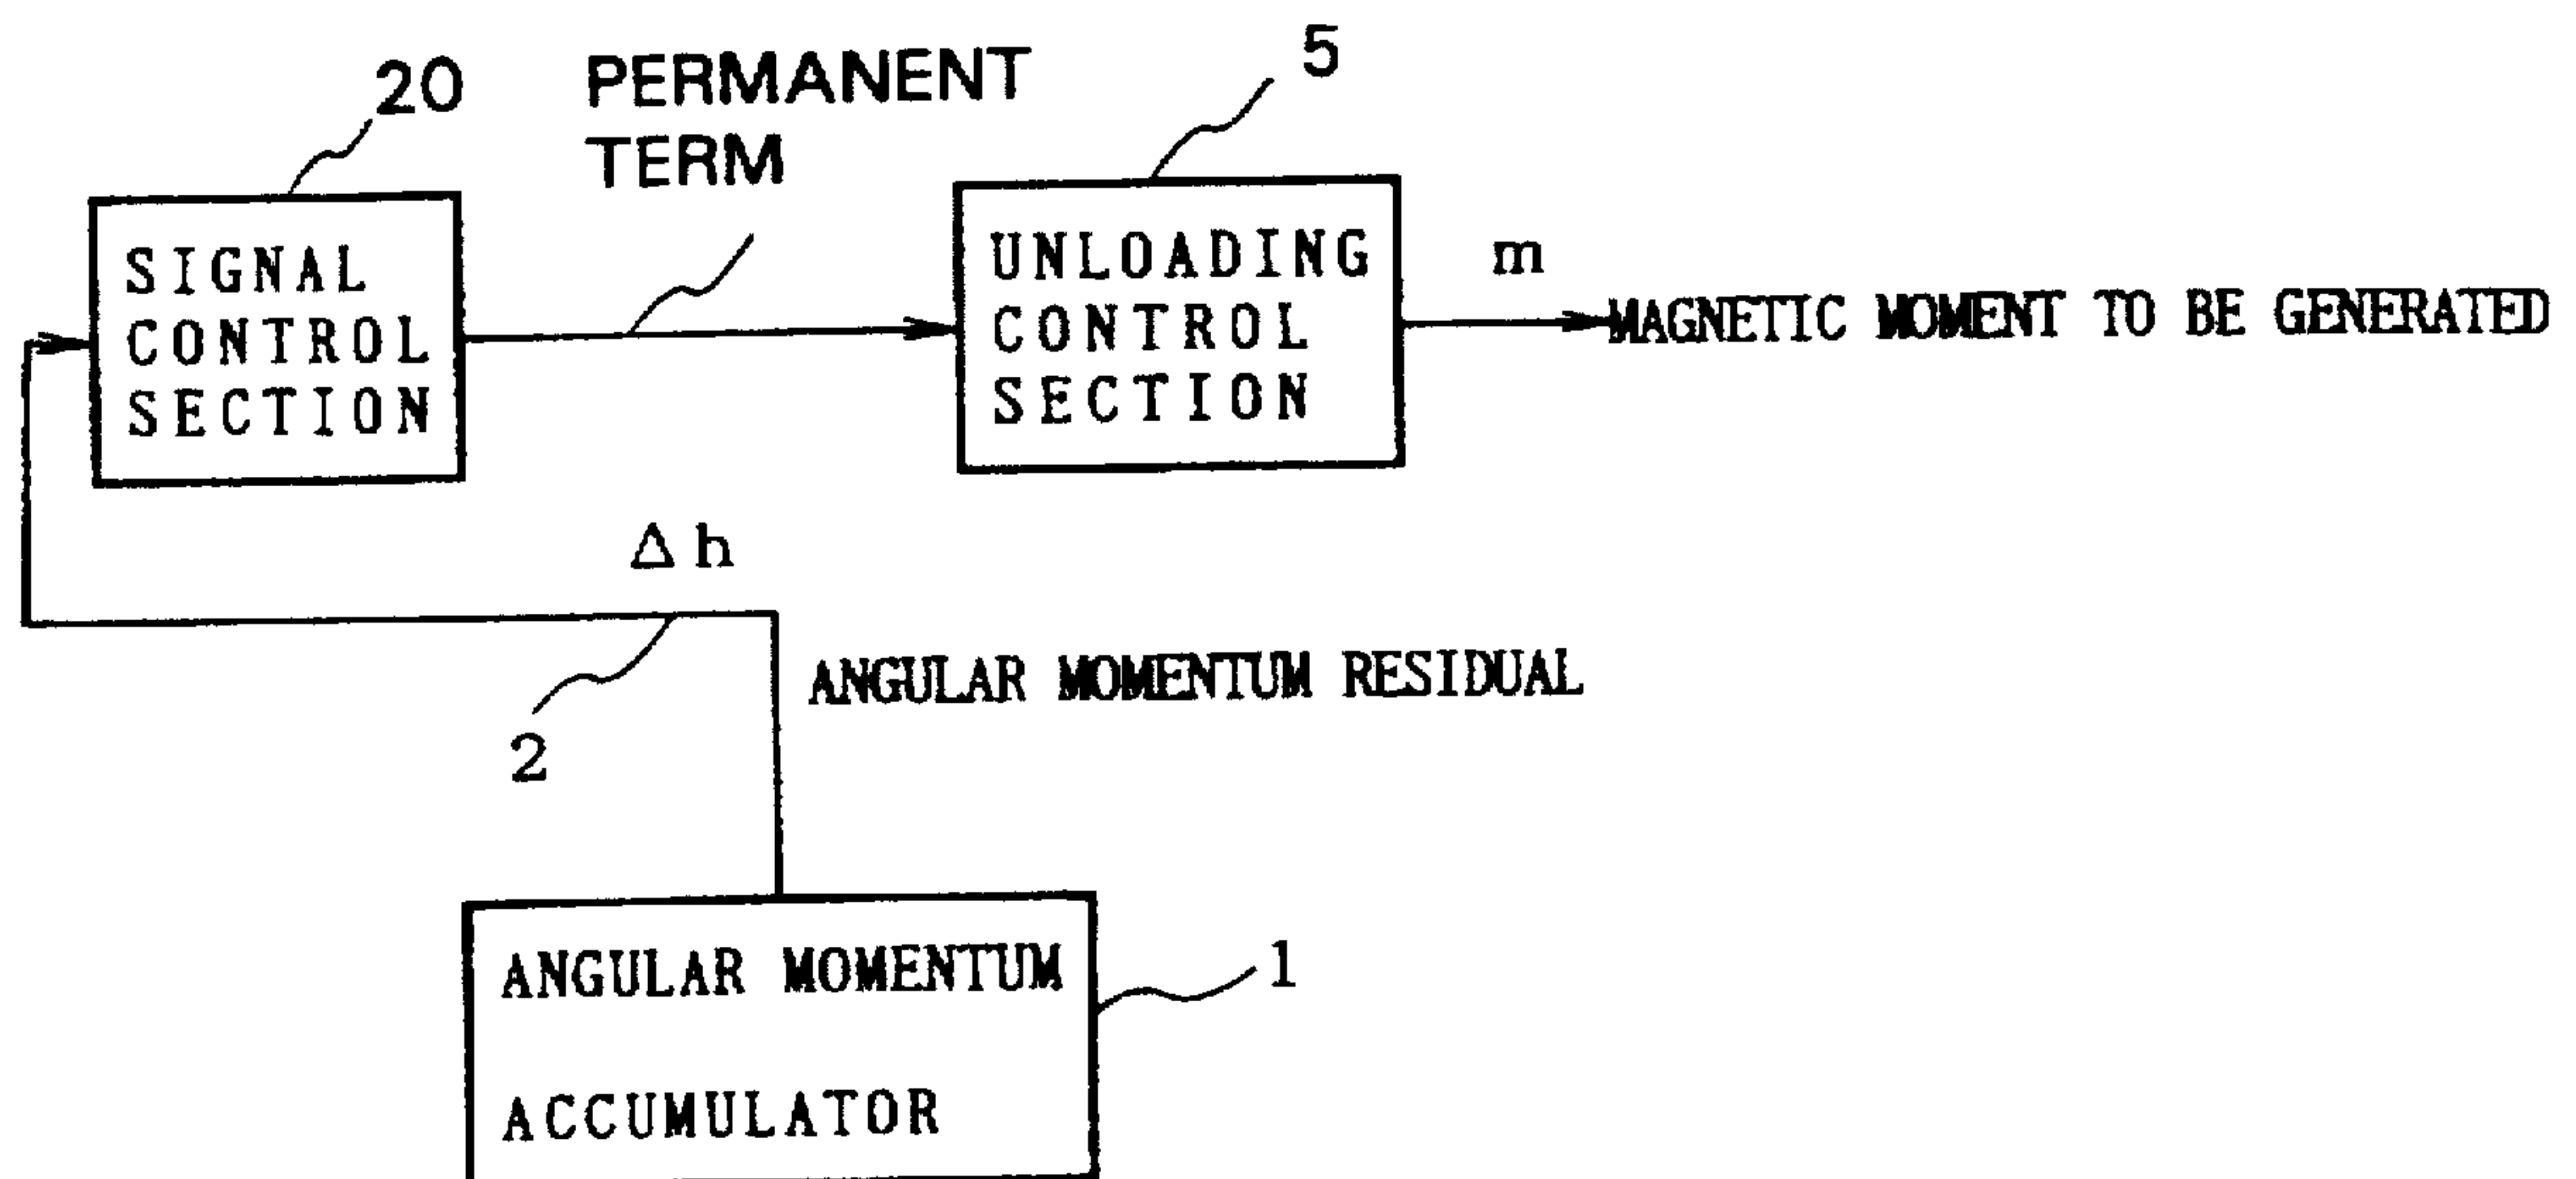 20
PERMANENT
TERM
5
SIGNAL
CONTROL
SECTION
UNLOADING
CONTROL
SECTION
m
MAGNETIC MOMENT TO BE GENERATED
Δh
2
ANGULAR MOMENTUM RESIDUAL
ANGULAR MOMENTUM
ACCUMULATOR
1